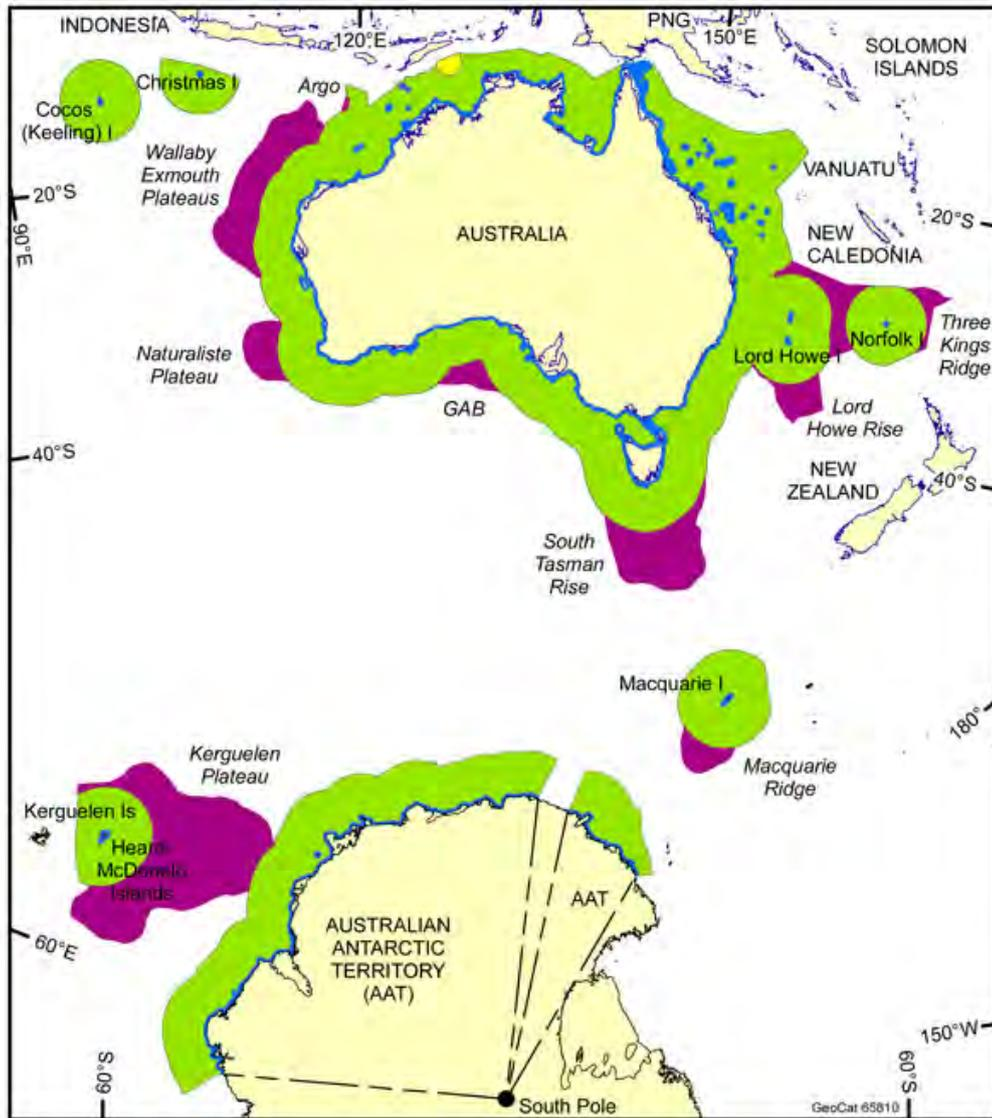 INDONESIA
120°E
PNG
150°E
SOLOMON
ISLANDS
Christmas I
Argo
Cocos
(Keeling) I
Wallaby
Exmouth
Plateaus
VANUATU
20°S
20°S
90°E
AUSTRALIA
NEW
CALEDONIA
Naturaliste
Plateau
Lord Howe I
Norfolk I
Three
Kings
Ridge
GAB
Lord
Howe Rise
40°S
NEW
ZEALAND
40°S
South
Tasman
Rise
Macquarie I
180°
Kerguelen
Plateau
Macquarie
Ridge
Kerguelen Is
Heard
McDonald
Islands
AAT
60°E
AUSTRALIAN
ANTARCTIC
TERRITORY
(AAT)
150°W
60°S
60°S
South Pole
GeoCat 65810